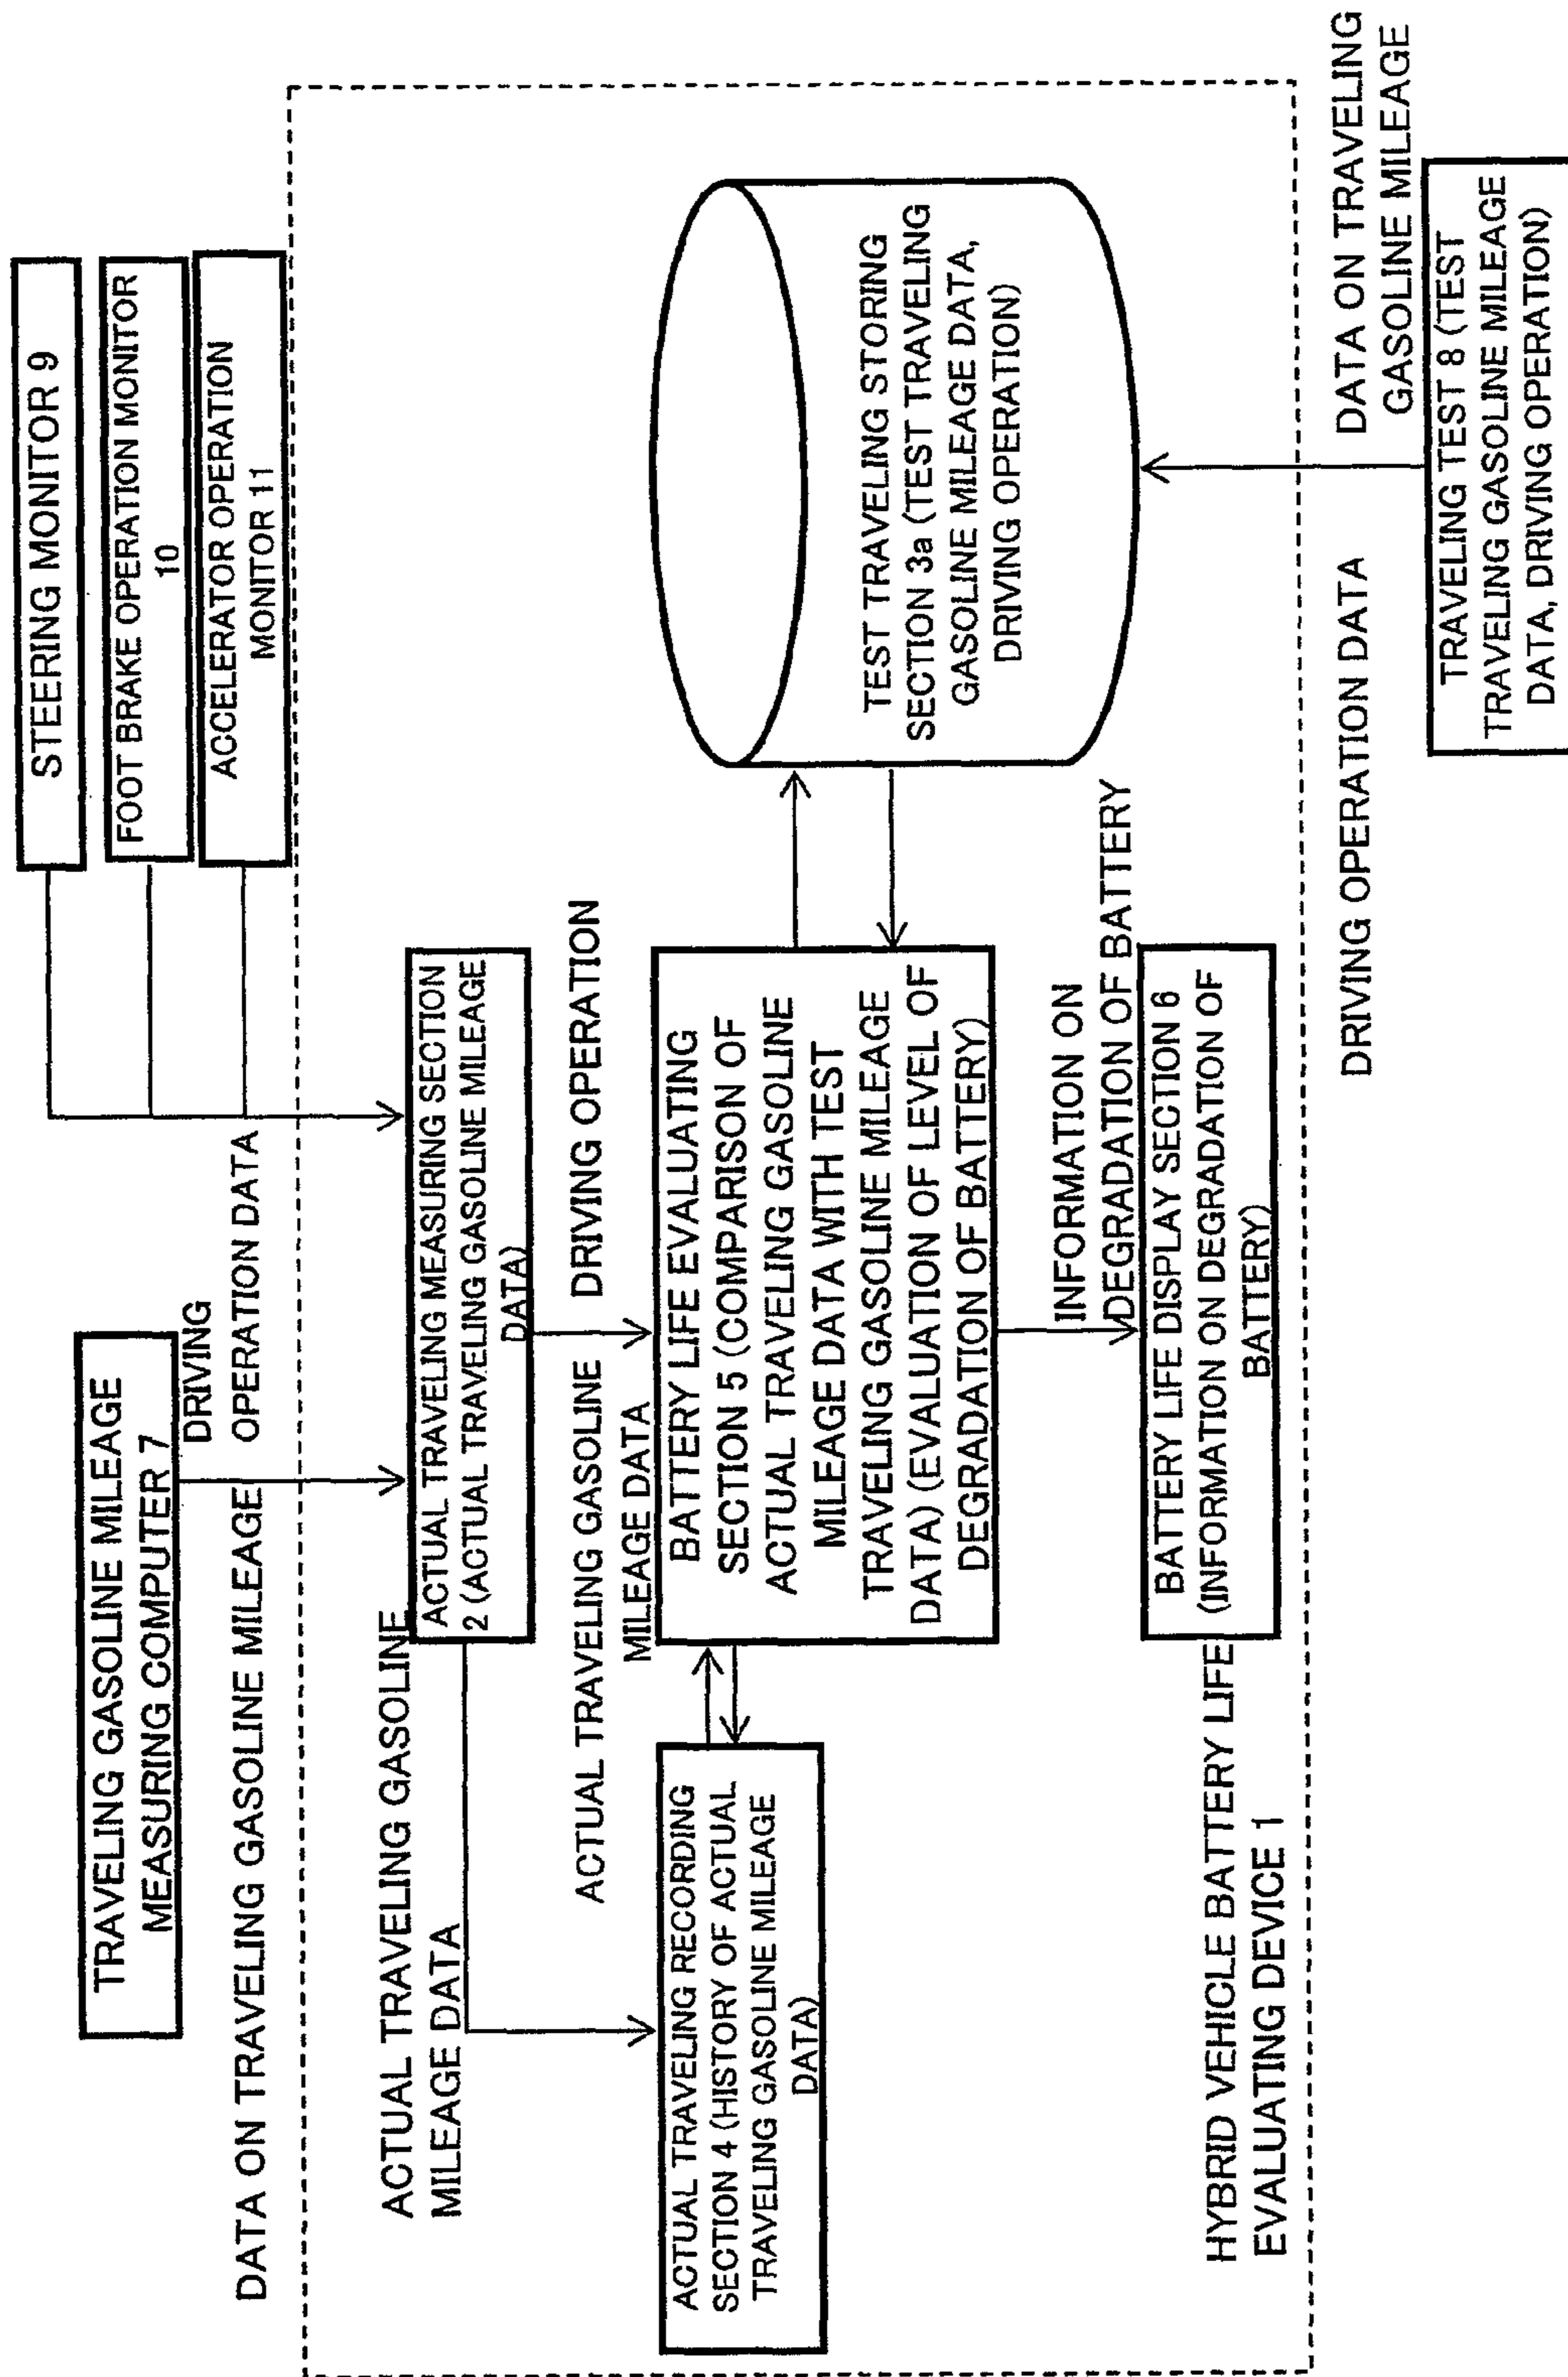 TRAVELING GASOLINE MILEAGE
MEASURING COMPUTER 7
STEERING MONITOR 9
FOOT BRAKE OPERATION MONITOR
10
ACCELERATOR OPERATION
MONITOR 11
DATA ON TRAVELING GASOLINE MILEAGE
DRIVING
OPERATION DATA
ACTUAL TRAVELING GASOLINE
MILEAGE DATA
ACTUAL TRAVELING MEASURING SECTION
2 (ACTUAL TRAVELING GASOLINE MILEAGE
DATA)
ACTUAL TRAVELING GASOLINE
MILEAGE DATA
DRIVING OPERATION
ACTUAL TRAVELING RECORDING
SECTION 4 (HISTORY OF ACTUAL
TRAVELING GASOLINE MILEAGE
DATA)
BATTERY LIFE EVALUATING
SECTION 5 (COMPARISON OF
ACTUAL TRAVELING GASOLINE
MILEAGE DATA WITH TEST
TRAVELING GASOLINE MILEAGE
DATA) (EVALUATION OF LEVEL OF
DEGRADATION OF BATTERY)
TEST TRAVELING STORING
SECTION 3a (TEST TRAVELING
GASOLINE MILEAGE DATA,
DRIVING OPERATION)
INFORMATION ON
DEGRADATION OF BATTERY
BATTERY LIFE DISPLAY SECTION 6
(INFORMATION ON DEGRADATION OF
BATTERY)
HYBRID VEHICLE BATTERY LIFE
EVALUATING DEVICE 1
DRIVING OPERATION DATA
DATA ON TRAVELING
GASOLINE MILEAGE
TRAVELING TEST 8 (TEST
TRAVELING GASOLINE MILEAGE
DATA, DRIVING OPERATION)